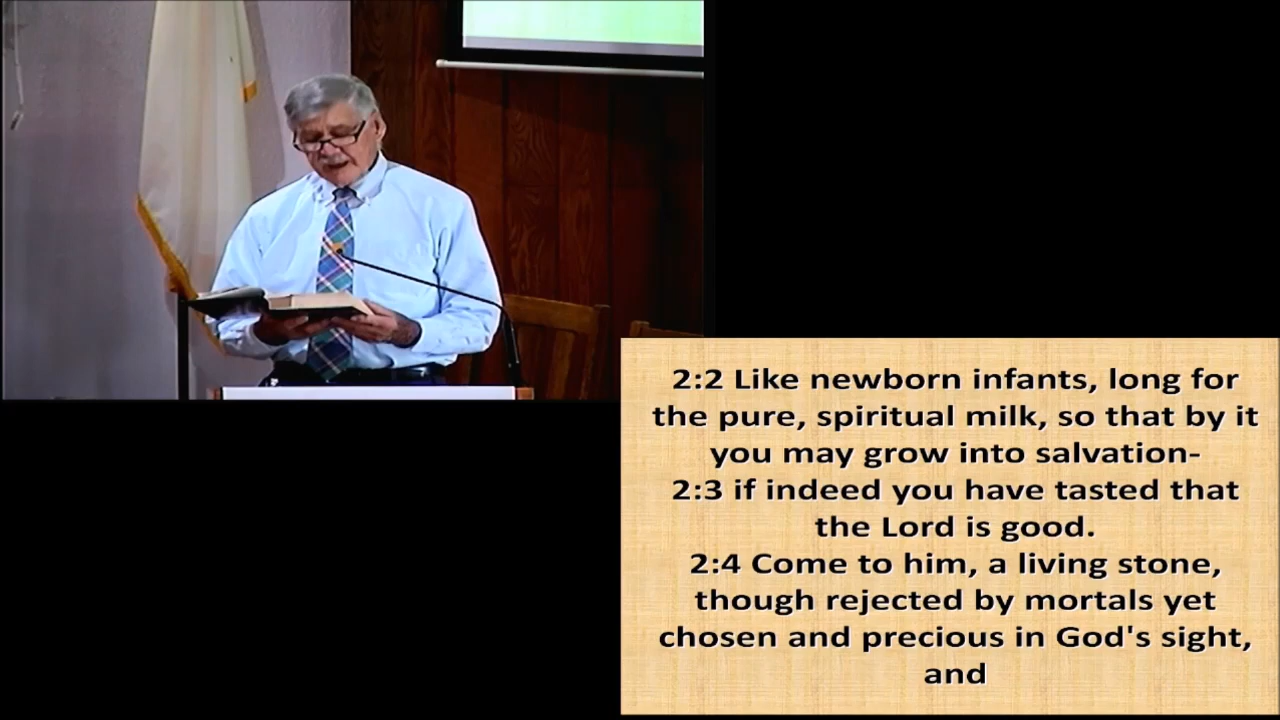 2:2 Like newborn infants, long for
the pure, spiritual milk, so that by it
you may grow into salvation-
2:3 if indeed you have tasted that
the Lord is good.
2:4 Come to him, a living stone,
though rejected by mortals yet
chosen and precious in God's sight,
and